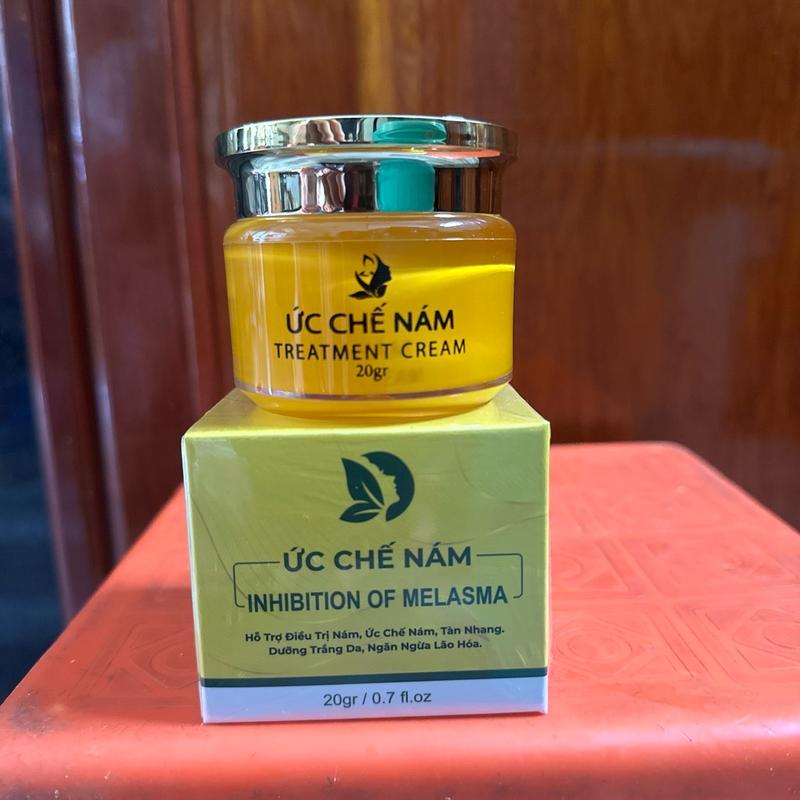 ỨC CHẾ NÁM
TREATMENT CREAM
20gr
ỨC CHẾ NÁM
INHIBITION OF MELASMA
Hỗ Trợ Điều Trị Nám, Ức Chế Nám, Tàn Nhang.
Dưỡng Trắng Da, Ngăn Ngừa Lão Hóa.
20gr / 0.7 fl.oz